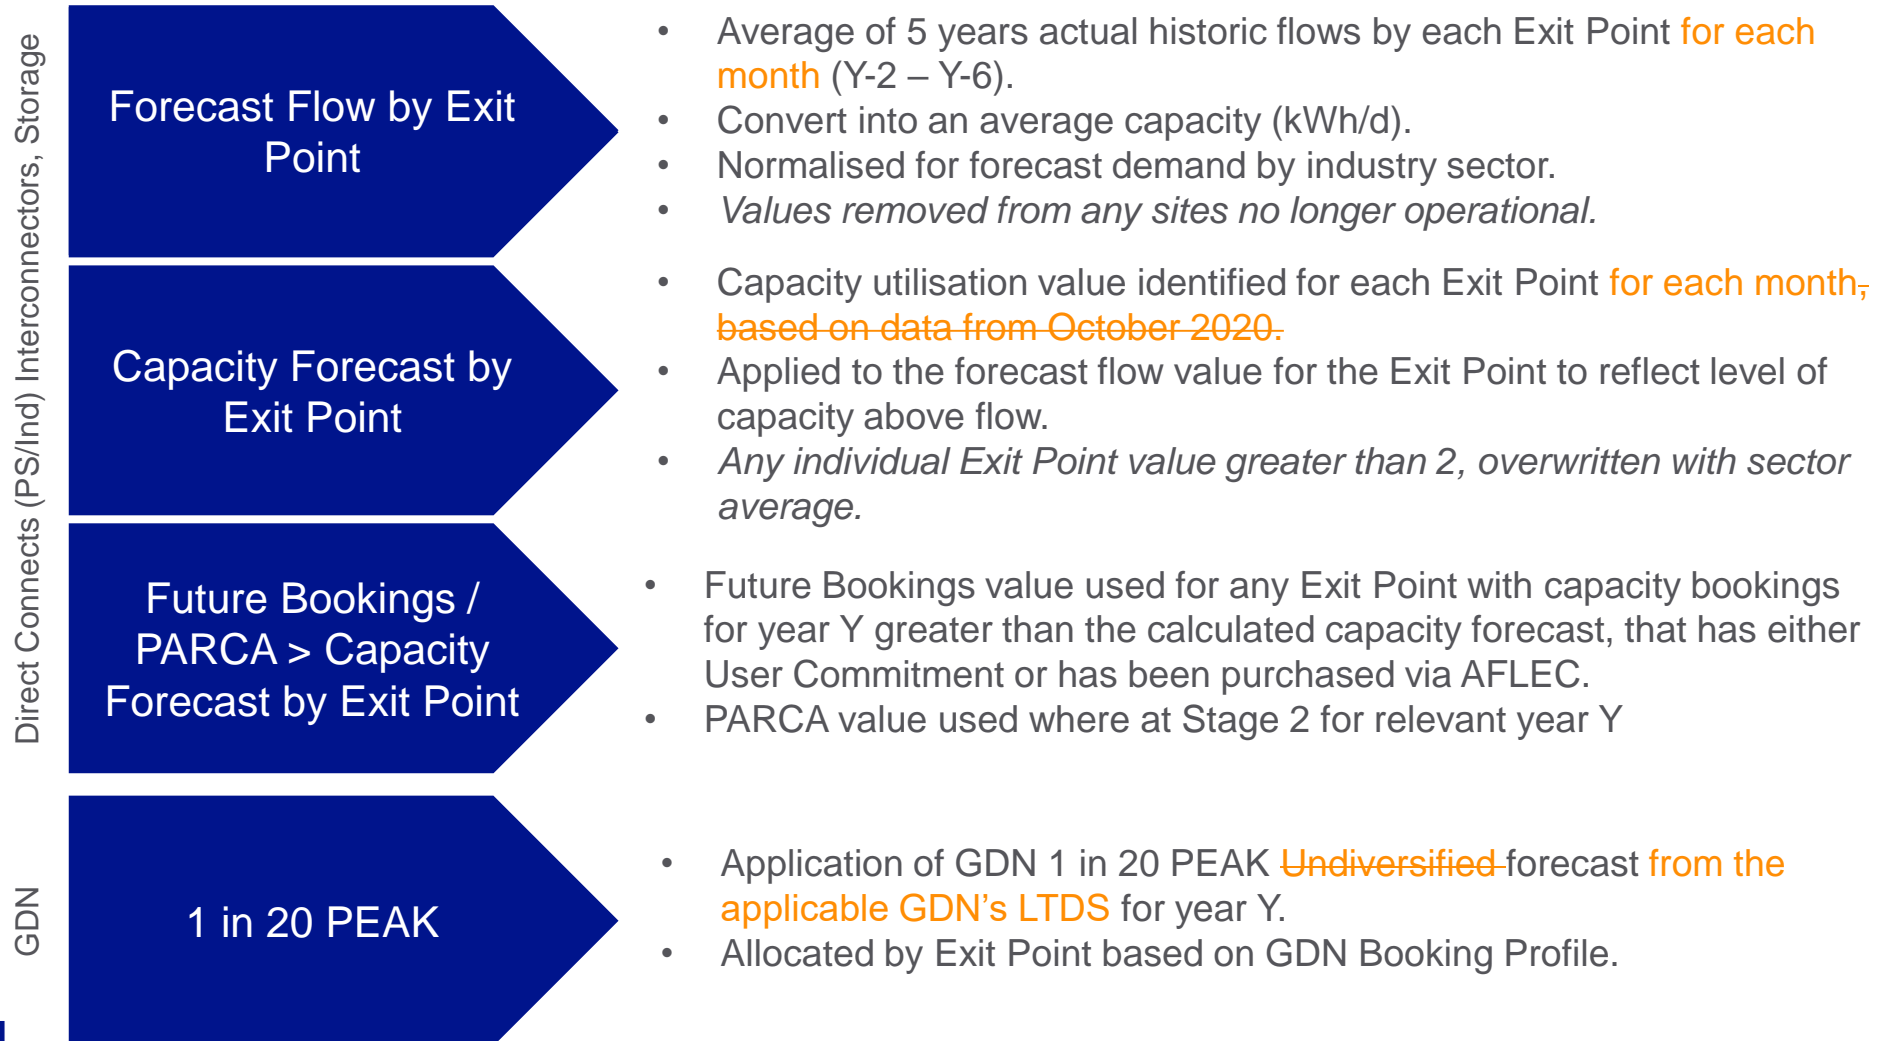 Direct Connects (PS/Ind) Interconnectors, Storage
Forecast Flow by Exit
Point
• Average of 5 years actual historic flows by each Exit Point for each
month (Y-2 – Y-6).
• Convert into an average capacity (kWh/d).
• Normalised for forecast demand by industry sector.
• Values removed from any sites no longer operational.
Capacity Forecast by
Exit Point
• Capacity utilisation value identified for each Exit Point for each month,
based on data from October 2020.
• Applied to the forecast flow value for the Exit Point to reflect level of
capacity above flow.
• Any individual Exit Point value greater than 2, overwritten with sector
average.
Future Bookings /
PARCA > Capacity
Forecast by Exit Point
• Future Bookings value used for any Exit Point with capacity bookings
for year Y greater than the calculated capacity forecast, that has either
User Commitment or has been purchased via AFLEC.
• PARCA value used where at Stage 2 for relevant year Y
GDN
1 in 20 PEAK
• Application of GDN 1 in 20 PEAK Undiversified forecast from the
applicable GDN's LTDS for year Y.
• Allocated by Exit Point based on GDN Booking Profile.